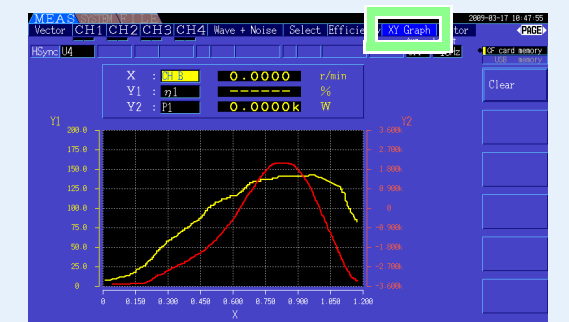 MEAS SYSTEM FILE 2009-03-17 10:47:55
Vector CH1 CH2 CH3 CH4 Wave + Noise Select Efficie XY Graph tor PAGE
HSync U4 CF card memory
USB memory
X : CH B 0.0000 r/min
Clear
Y1 : η1 ------ %
Y2 : P1 0.0000k W
Y1 Y2
200.0 3.600k
175.0 2.700k
150.0 1.800k
125.0 0.900k
100.0 0
75.0 -0.900k
50.0 -1.800k
25.0 -2.700k
0 -3.600k
0 0.150 0.300 0.450 0.600 0.750 0.900 1.050 1.200
X